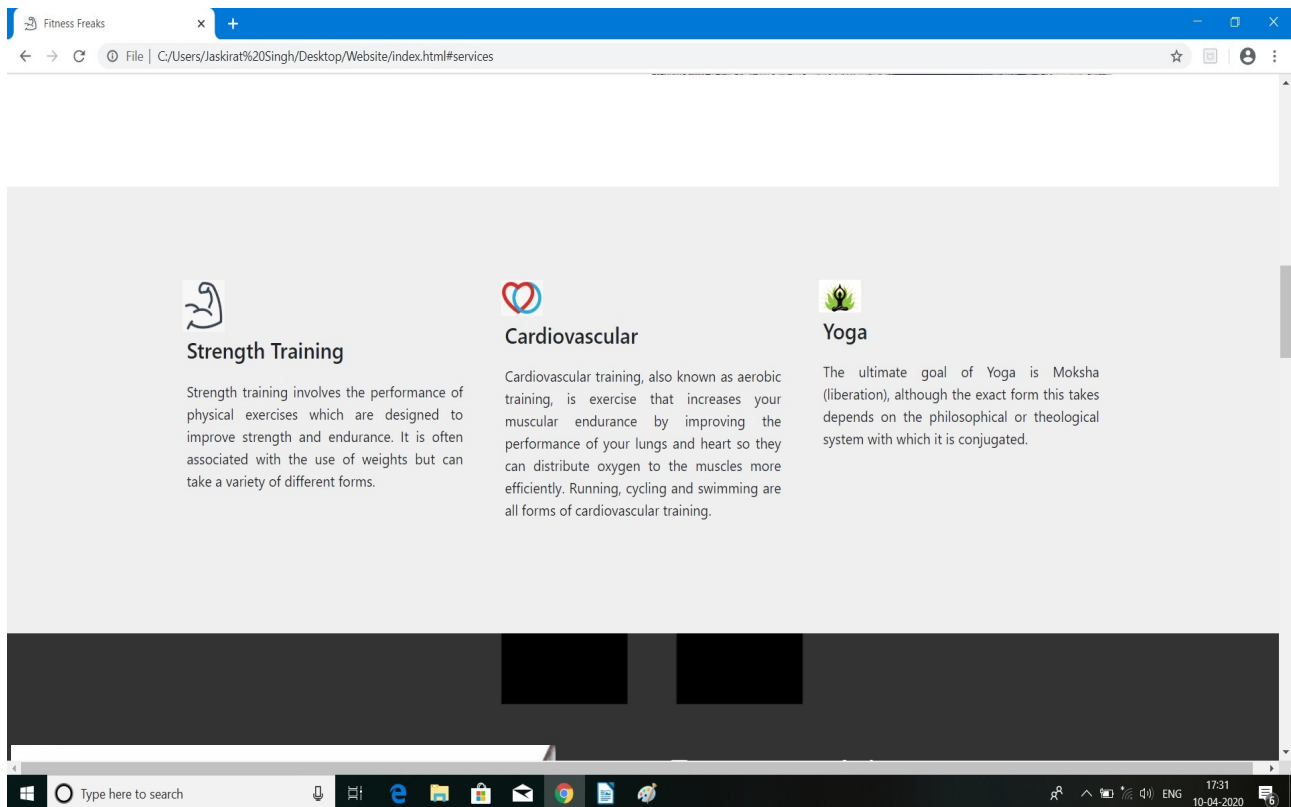 Fitness Freaks
File | C:/Users/Jaskirat%20Singh/Desktop/Website/index.html#services
Strength Training
Strength training involves the performance of
physical exercises which are designed to
improve strength and endurance. It is often
associated with the use of weights but can
take a variety of different forms.
Cardiovascular
Cardiovascular training, also known as aerobic
training, is exercise that increases your
muscular endurance by improving the
performance of your lungs and heart so they
can distribute oxygen to the muscles more
efficiently. Running, cycling and swimming are
all forms of cardiovascular training.
Yoga
The ultimate goal of Yoga is Moksha
(liberation), although the exact form this takes
depends on the philosophical or theological
system with which it is conjugated.
Type here to search
ENG
17:31
10-04-2020
6